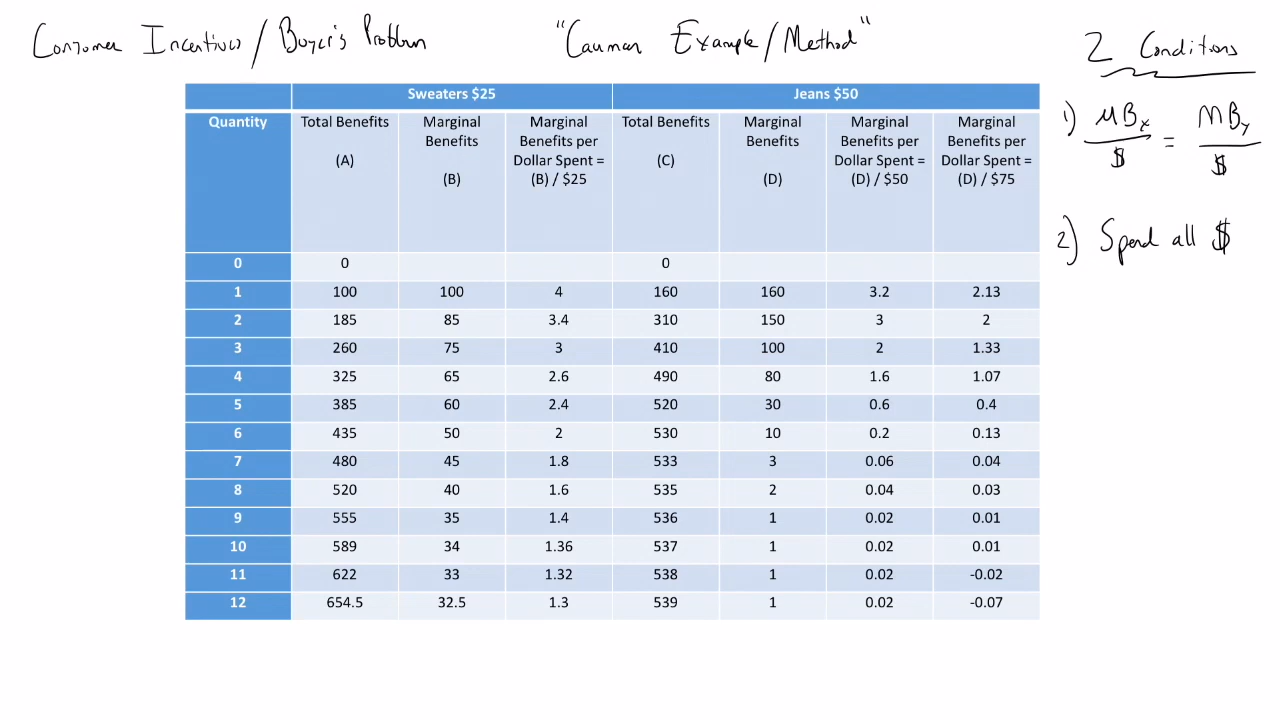 Consumer Incentives / Buyer's Problem "Cauman Example / Method"
2 Conditions
1) MBx / $ = MBy / $
2) Spend all $
Sweaters $25 Jeans $50
Quantity Total Benefits (A) Marginal Benefits (B) Marginal Benefits per Dollar Spent = (B) / $25 Total Benefits (C) Marginal Benefits (D) Marginal Benefits per Dollar Spent = (D) / $50 Marginal Benefits per Dollar Spent = (D) / $75
0 0 0
1 100 100 4 160 160 3.2 2.13
2 185 85 3.4 310 150 3 2
3 260 75 3 410 100 2 1.33
4 325 65 2.6 490 80 1.6 1.07
5 385 60 2.4 520 30 0.6 0.4
6 435 50 2 530 10 0.2 0.13
7 480 45 1.8 533 3 0.06 0.04
8 520 40 1.6 535 2 0.04 0.03
9 555 35 1.4 536 1 0.02 0.01
10 589 34 1.36 537 1 0.02 0.01
11 622 33 1.32 538 1 0.02 -0.02
12 654.5 32.5 1.3 539 1 0.02 -0.07